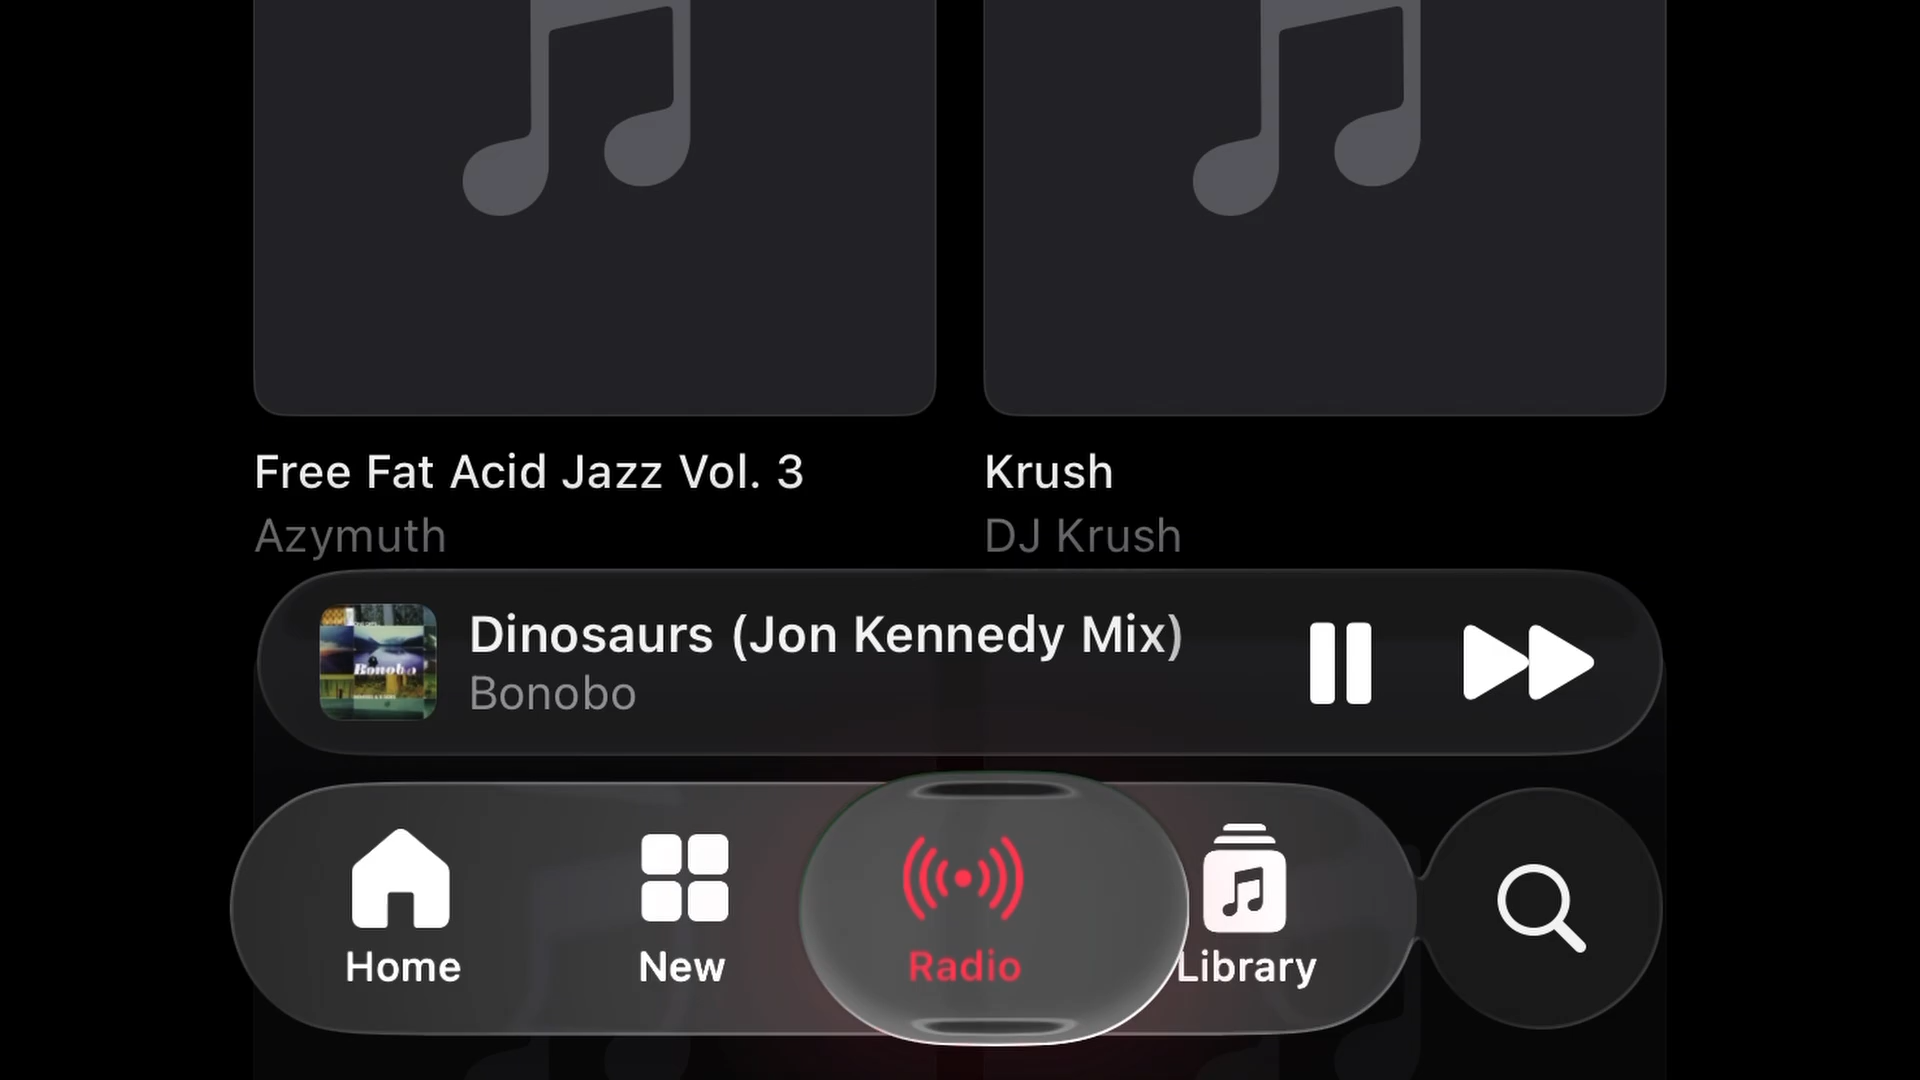 Free Fat Acid Jazz Vol. 3
Azymuth
Krush
DJ Krush
Bonobo
Dinosaurs (Jon Kennedy Mix)
Bonobo
Home
New
Radio
Library